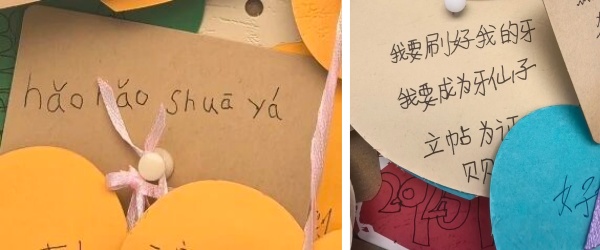 hǎo hǎo shuā yá
我要刷好我的牙
我要成为牙仙子
立帖为证